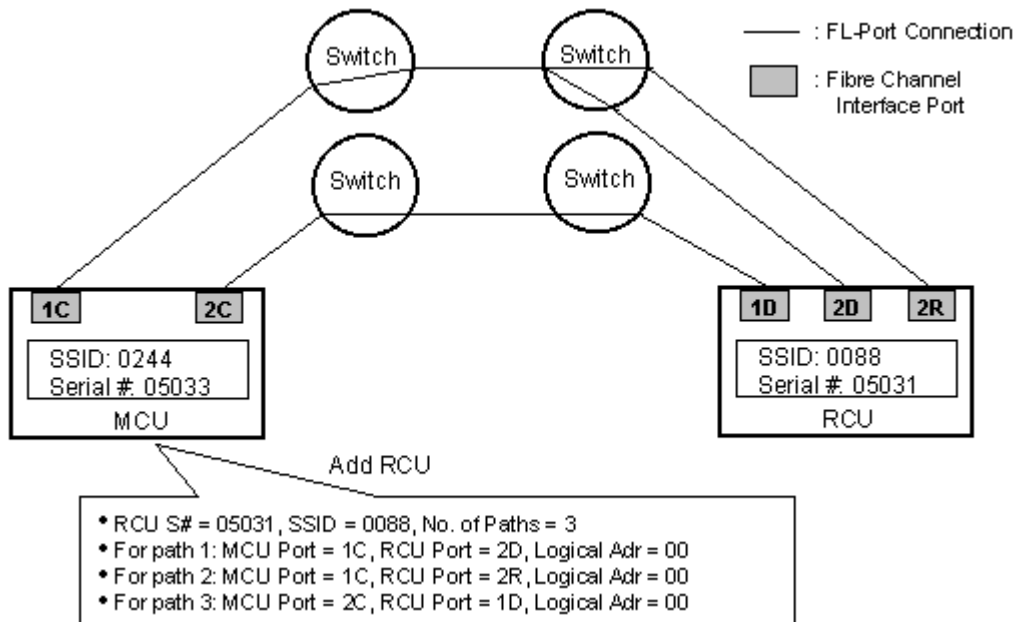 Switch
Switch
: FL-Port Connection
: Fibre Channel
Interface Port
Switch
Switch
1C
2C
1D
2D
2R
SSID: 0244
Serial #: 05033
MCU
SSID: 0088
Serial #: 05031
RCU
Add RCU
• RCU S# = 05031, SSID = 0088, No. of Paths = 3
• For path 1: MCU Port = 1C, RCU Port = 2D, Logical Adr = 00
• For path 2: MCU Port = 1C, RCU Port = 2R, Logical Adr = 00
• For path 3: MCU Port = 2C, RCU Port = 1D, Logical Adr = 00